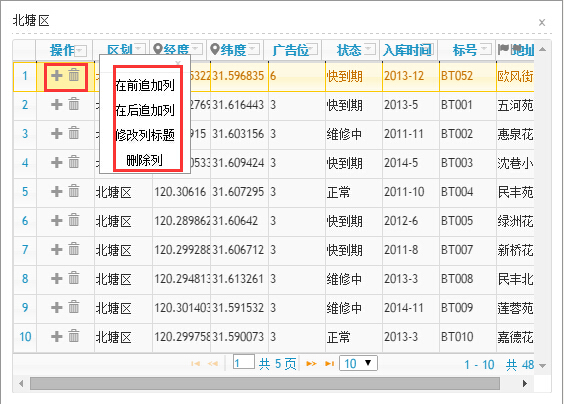 北塘区 ×
操作 区划 经度 纬度 广告位 状态 入库时间 标号 地址
1 5322 31.596835 6 快到期 2013-12 BT052 欧风街
2 2769 31.616443 3 快到期 2013-5 BT001 五河苑
3 915 31.603156 3 维修中 2011-11 BT002 惠泉花
4 0533 31.609424 3 快到期 2014-5 BT003 沈巷小
5 北塘区 120.30616 31.607295 3 正常 2011-10 BT004 民丰苑
6 北塘区 120.289862 31.60642 3 快到期 2012-6 BT005 绿洲花
7 北塘区 120.299288 31.606712 3 快到期 2011-8 BT007 新桥花
8 北塘区 120.294813 31.613261 3 维修中 2013-3 BT008 民丰北
9 北塘区 120.301403 31.591532 3 维修中 2014-11 BT009 莲蓉苑
10 北塘区 120.299758 31.590073 3 正常 2013-3 BT010 嘉德花
×
在前追加列
在后追加列
修改列标题
删除列
1 共 5 页 10 1 - 10 共 48